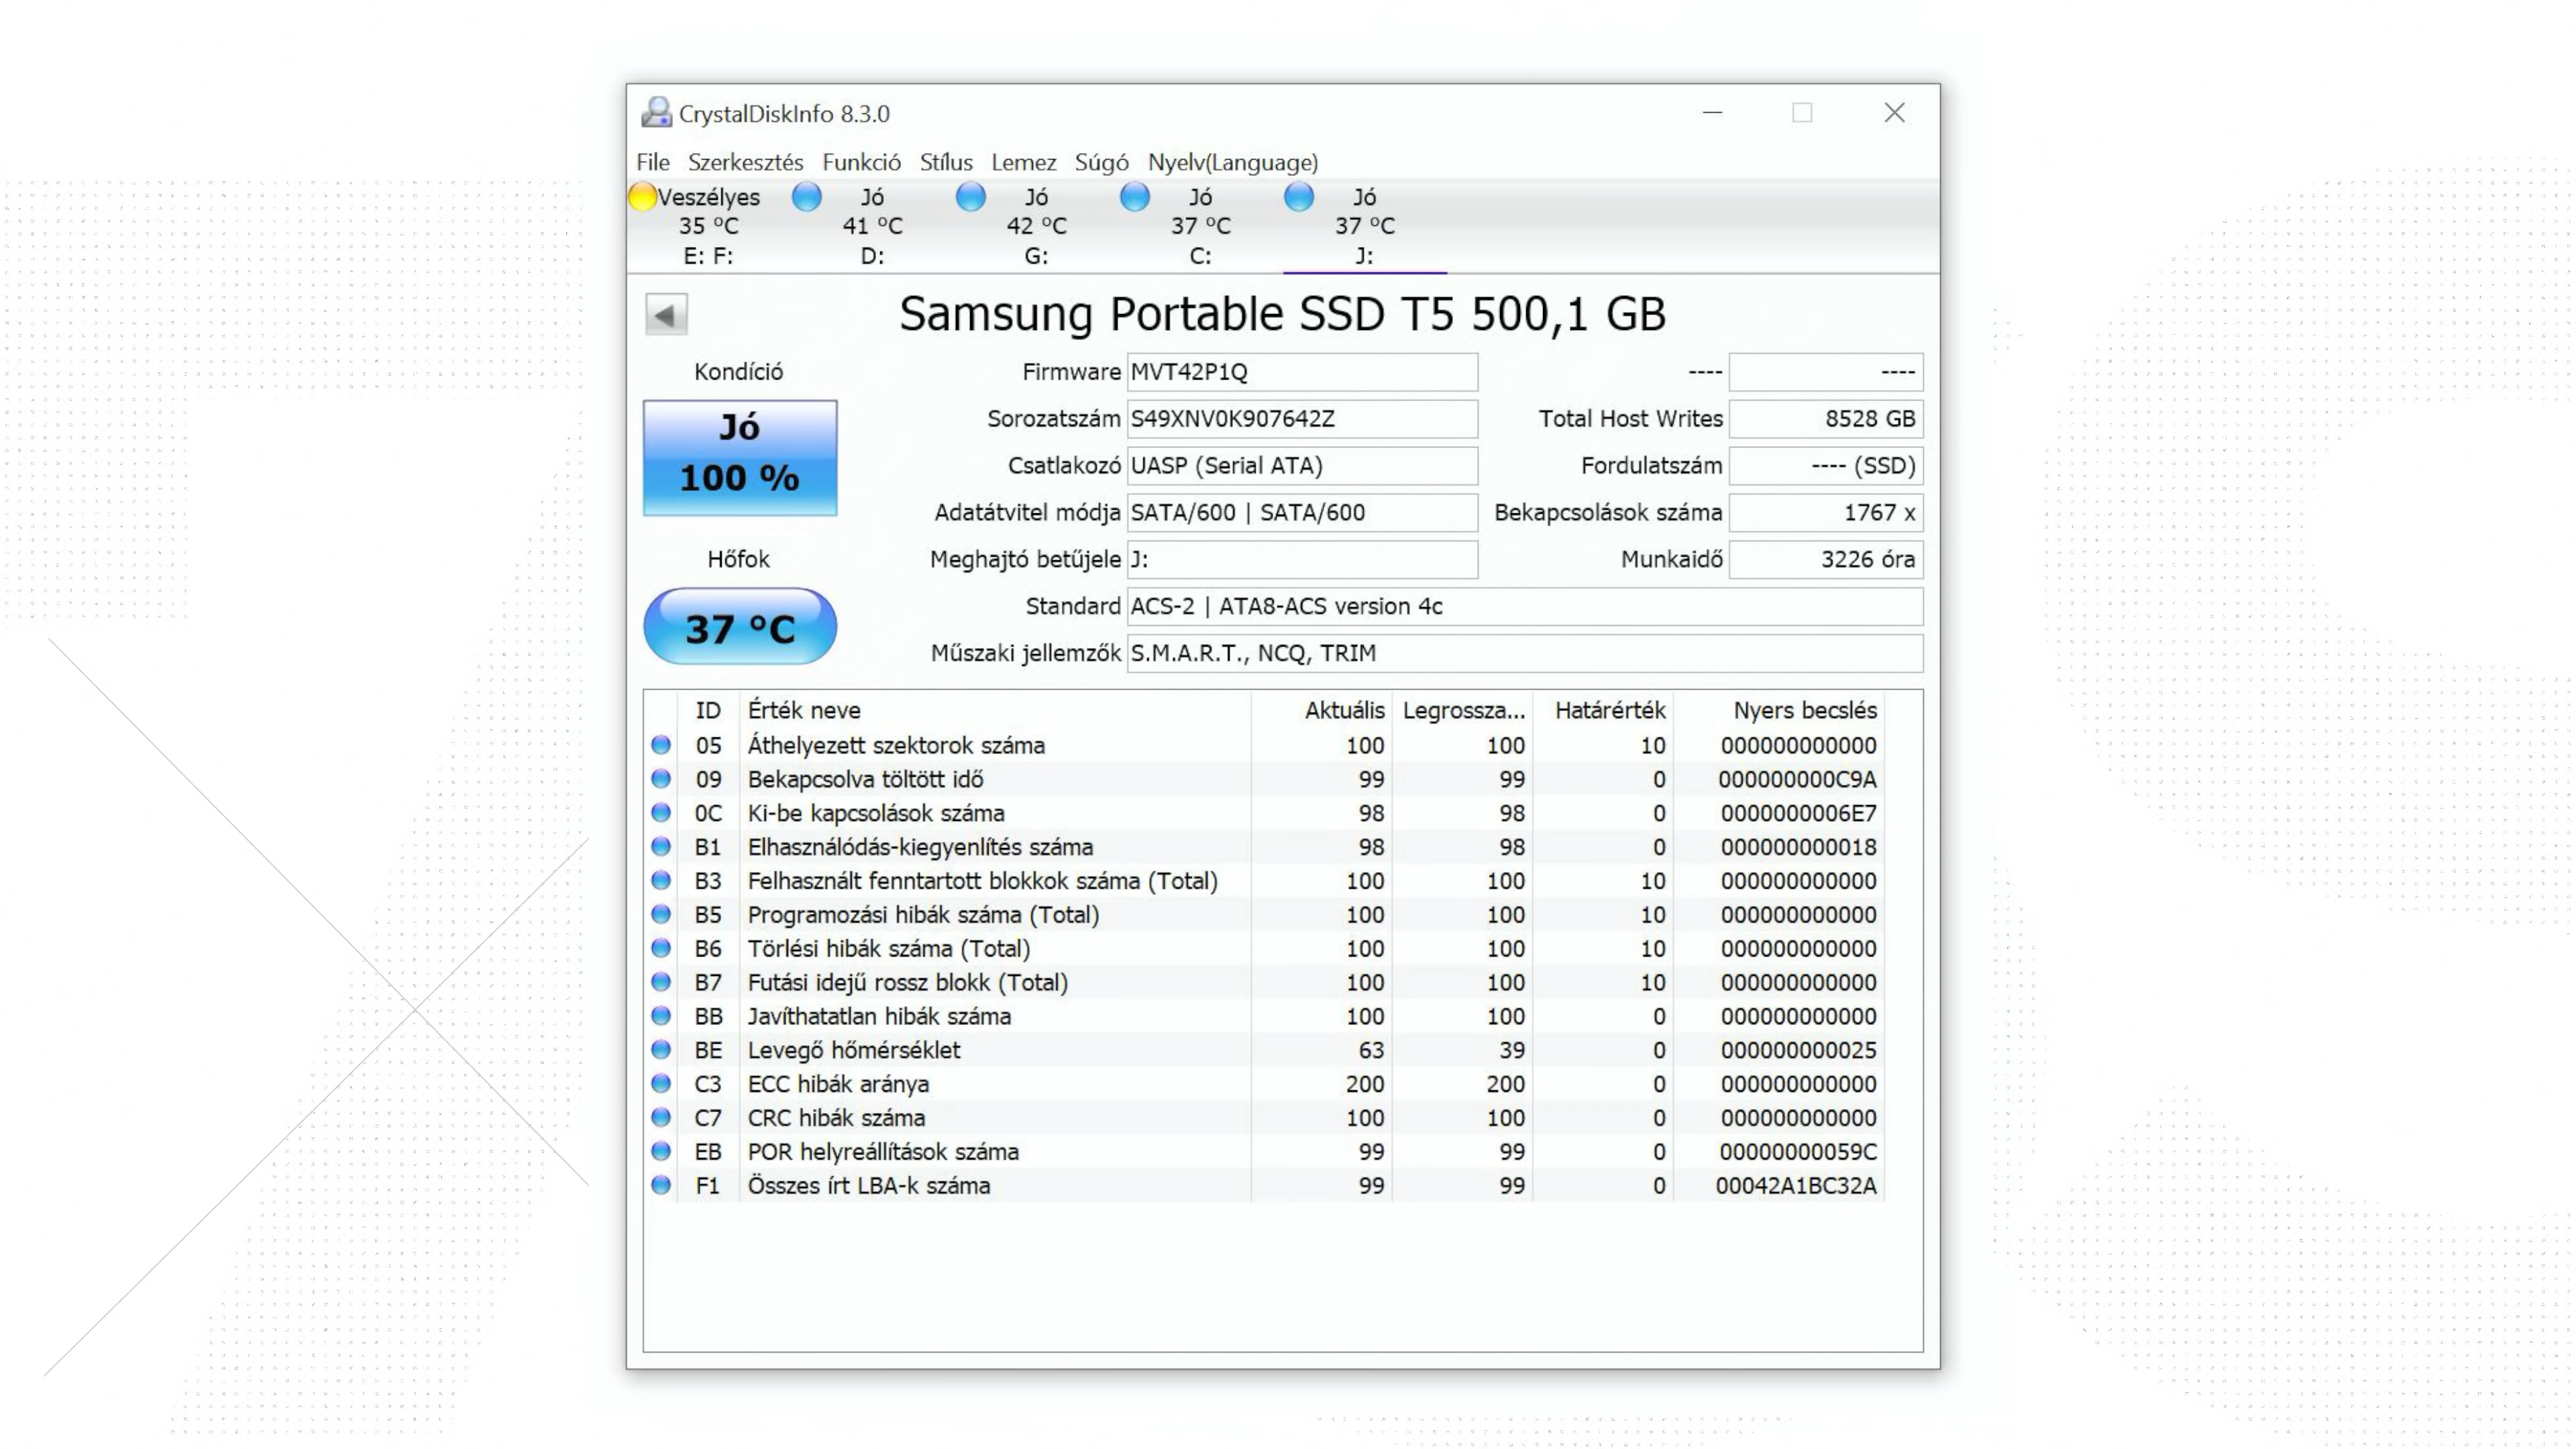 CrystalDiskInfo 8.3.0
File Szerkesztés Funkció Stílus Lemez Súgó Nyelv(Language)
Veszélyes Jó Jó Jó Jó
35 °C 41 °C 42 °C 37 °C 37 °C
E: F: D: G: C: J:
Samsung Portable SSD T5 500,1 GB
Kondíció
Jó
100 %
Hőfok
37 °C
Firmware MVT42P1Q ---- ----
Sorozatszám S49XNV0K907642Z Total Host Writes 8528 GB
Csatlakozó UASP (Serial ATA) Fordulatszám ---- (SSD)
Adatátvitel módja SATA/600 | SATA/600 Bekapcsolások száma 1767 x
Meghajtó betűjele J: Munkaidő 3226 óra
Standard ACS-2 | ATA8-ACS version 4c
Műszaki jellemzők S.M.A.R.T., NCQ, TRIM
ID Érték neve Aktuális Legrossza... Határérték Nyers becslés
05 Áthelyezett szektorok száma 100 100 10 000000000000
09 Bekapcsolva töltött idő 99 99 0 000000000C9A
0C Ki-be kapcsolások száma 98 98 0 0000000006E7
B1 Elhasználódás-kiegyenlítés száma 98 98 0 000000000018
B3 Felhasznált fenntartott blokkok száma (Total) 100 100 10 000000000000
B5 Programozási hibák száma (Total) 100 100 10 000000000000
B6 Törlési hibák száma (Total) 100 100 10 000000000000
B7 Futási idejű rossz blokk (Total) 100 100 10 000000000000
BB Javíthatatlan hibák száma 100 100 0 000000000000
BE Levegő hőmérséklet 63 39 0 000000000025
C3 ECC hibák aránya 200 200 0 000000000000
C7 CRC hibák száma 100 100 0 000000000000
EB POR helyreállítások száma 99 99 0 00000000059C
F1 Összes írt LBA-k száma 99 99 0 00042A1BC32A